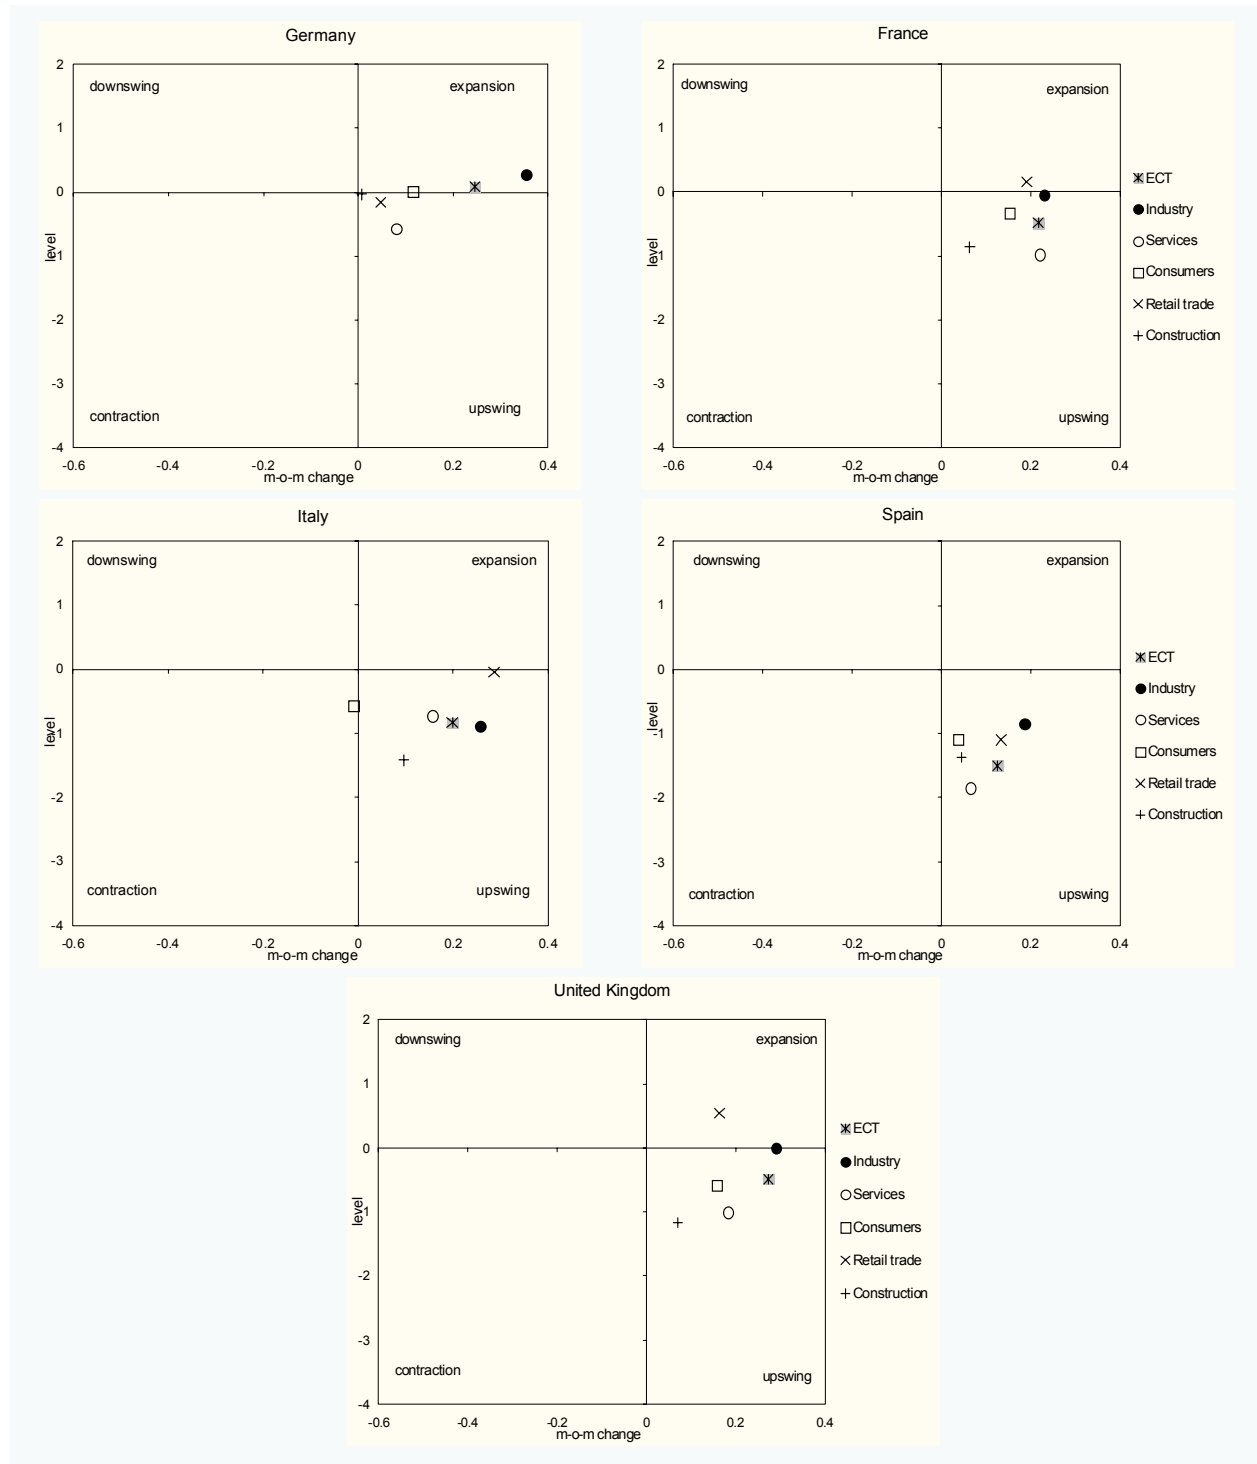 Germany
2
downswing
expansion
1
0
-1
-2
-3
contraction
upswing
-4
level
-0.6
-0.4
-0.2
0
0.2
0.4
m-o-m change
France
2
downswing
expansion
1
0
-1
-2
-3
contraction
upswing
-4
level
-0.6
-0.4
-0.2
0
0.2
0.4
m-o-m change
ECT
Industry
Services
Consumers
Retail trade
Construction
Italy
2
downswing
expansion
1
0
-1
-2
-3
contraction
upswing
-4
level
-0.6
-0.4
-0.2
0
0.2
0.4
m-o-m change
Spain
2
downswing
expansion
1
0
-1
-2
-3
contraction
upswing
-4
level
-0.6
-0.4
-0.2
0
0.2
0.4
m-o-m change
ECT
Industry
Services
Consumers
Retail trade
Construction
United Kingdom
2
downswing
expansion
1
0
-1
-2
-3
contraction
upswing
-4
level
-0.6
-0.4
-0.2
0
0.2
0.4
m-o-m change
ECT
Industry
Services
Consumers
Retail trade
Construction